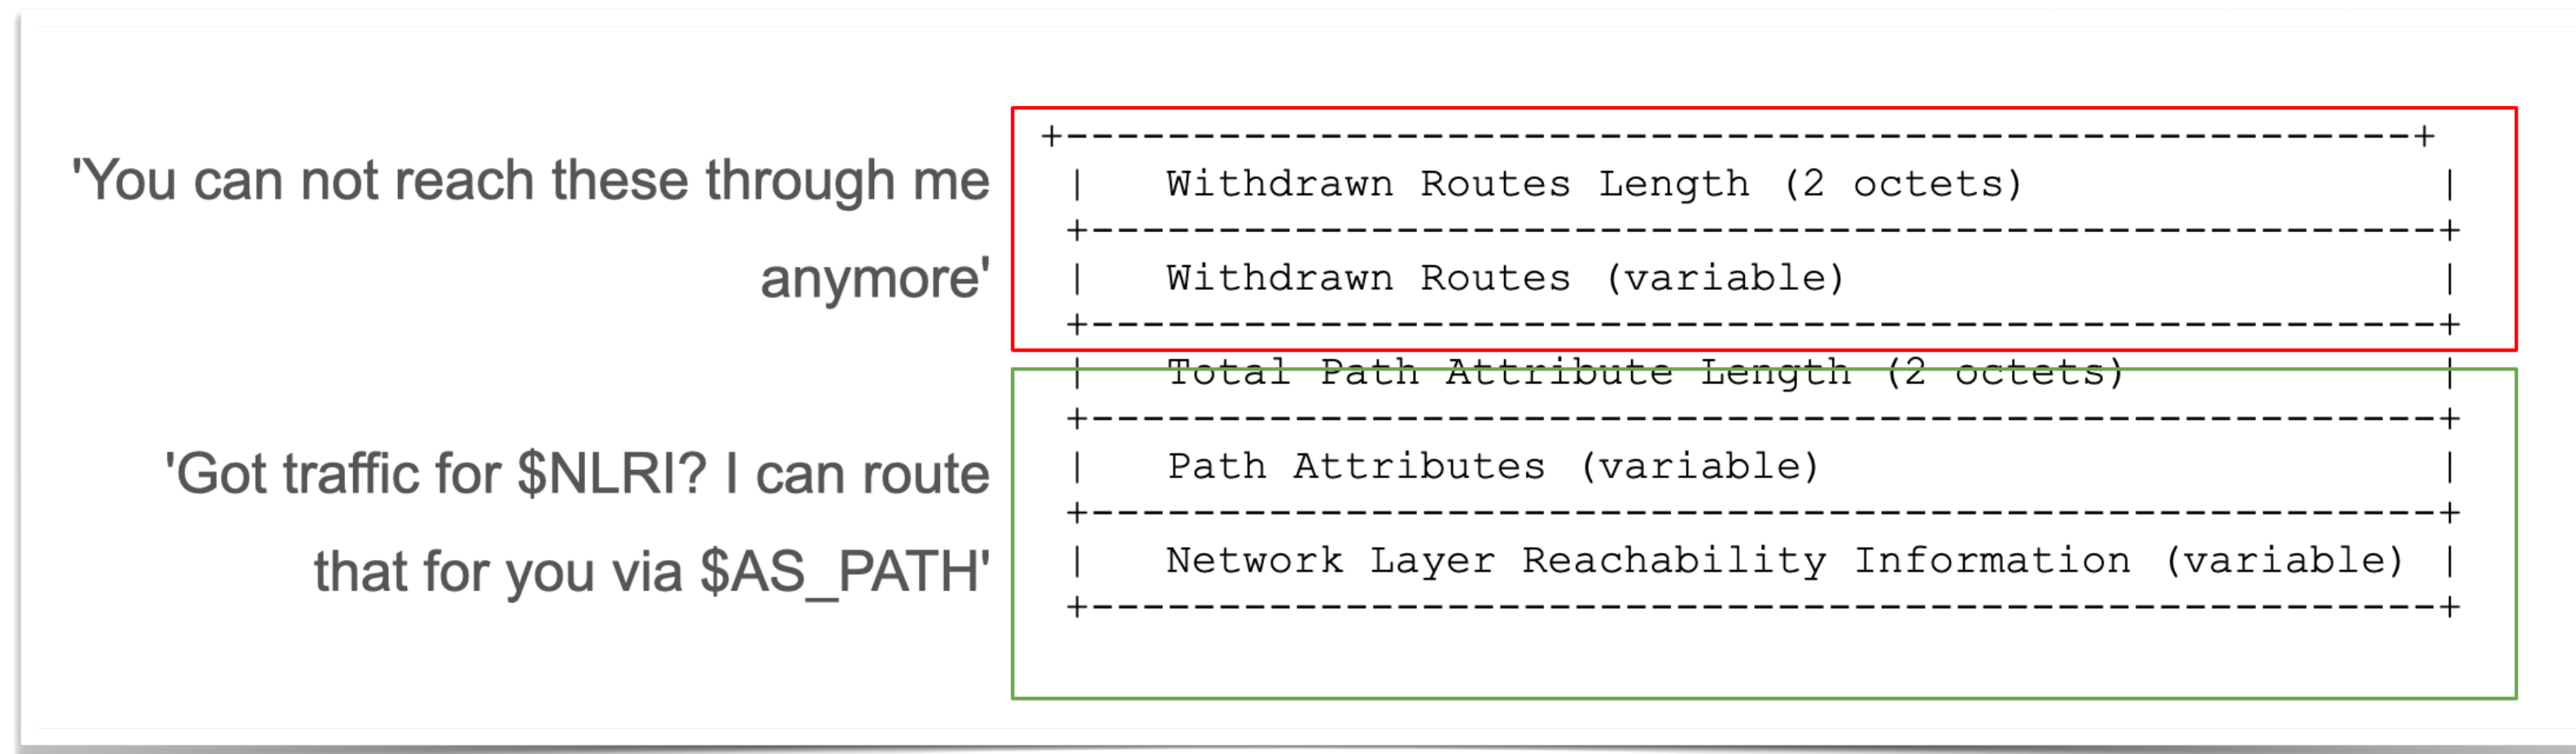 'You can not reach these through me
anymore'
'Got traffic for $NLRI? I can route
that for you via $AS_PATH'
+-----------------------------------------------------+
|   Withdrawn Routes Length (2 octets)                |
+-----------------------------------------------------+
|   Withdrawn Routes (variable)                       |
+-----------------------------------------------------+
|   Total Path Attribute Length (2 octets)            |
+-----------------------------------------------------+
|   Path Attributes (variable)                        |
+-----------------------------------------------------+
|   Network Layer Reachability Information (variable) |
+-----------------------------------------------------+